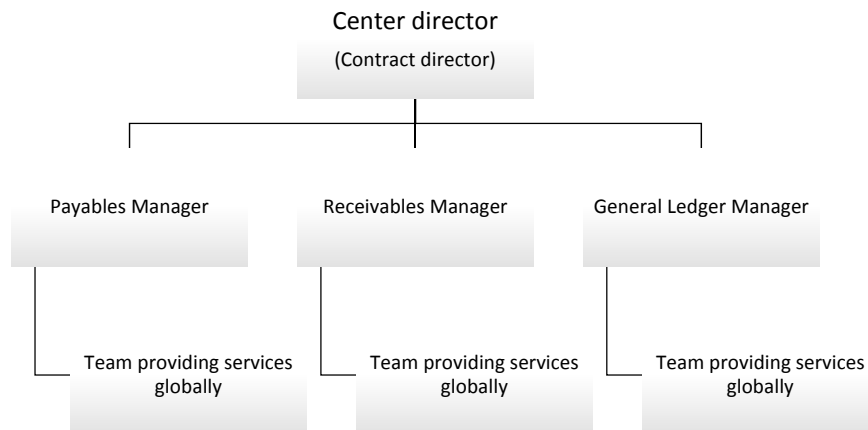 Center director
(Contract director)
Payables Manager
Receivables Manager
General Ledger Manager
Team providing services
globally
Team providing services
globally
Team providing services
globally